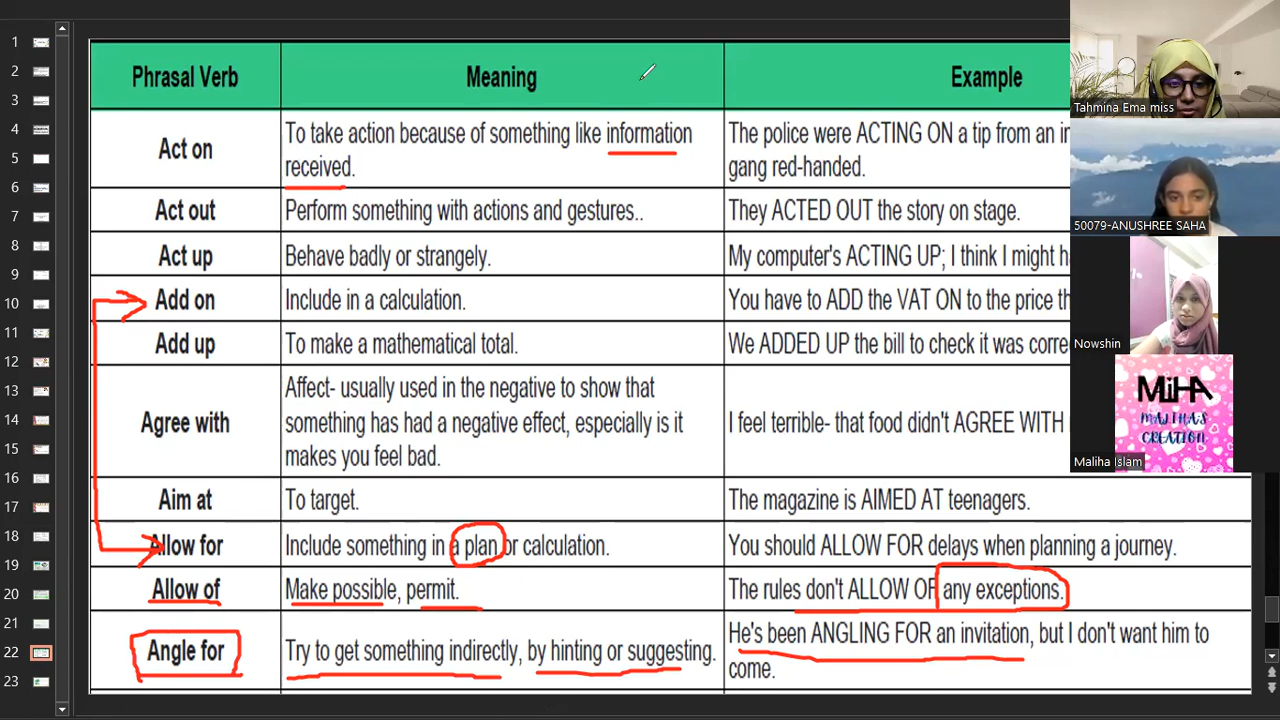 1
2
3
4
5
6
7
8
9
10
11
12
13
14
15
16
17
18
19
20
21
22
23
Phrasal Verb Meaning Example
Act on
To take action because of something like information
received.
The police were ACTING ON a tip from an
gang red-handed.
Act out
Perform something with actions and gestures..
They ACTED OUT the story on stage.
Act up
Behave badly or strangely.
My computer's ACTING UP; I think I might
Add on
Include in a calculation.
You have to ADD the VAT ON to the price
Add up
To make a mathematical total.
We ADDED UP the bill to check it was
Agree with
Affect- usually used in the negative to show that
something has had a negative effect, especially is it
makes you feel bad.
I feel terrible- that food didn't AGREE WITH
Aim at
To target.
The magazine is AIMED AT teenagers.
Allow for
Include something in a plan or calculation.
You should ALLOW FOR delays when planning a journey.
Allow of
Make possible, permit.
The rules don't ALLOW OF any exceptions.
Angle for
Try to get something indirectly, by hinting or suggesting.
He's been ANGLING FOR an invitation, but I don't want him to
come.
Tahmina Ema miss
50079-ANUSHREE SAHA
Nowshin
MiHA
MALIHA'S
CREATION
Maliha Islam